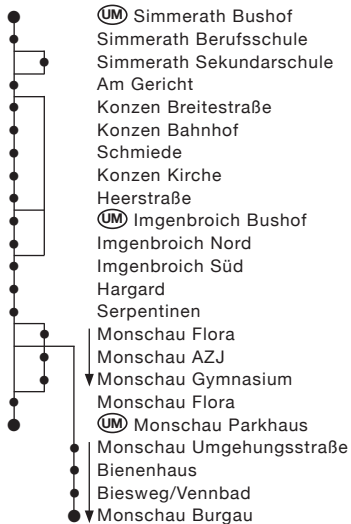 UM Simmerath Bushof
Simmerath Berufsschule
Simmerath Sekundarschule
Am Gericht
Konzen Breitestraße
Konzen Bahnhof
Schmiede
Konzen Kirche
Heerstraße
UM Imgenbroich Bushof
Imgenbroich Nord
Imgenbroich Süd
Hargard
Serpentinen
Monschau Flora
Monschau AZJ
Monschau Gymnasium
Monschau Flora
UM Monschau Parkhaus
Monschau Umgehungsstraße
Bienenhaus
Biesweg/Vennbad
Monschau Burgau